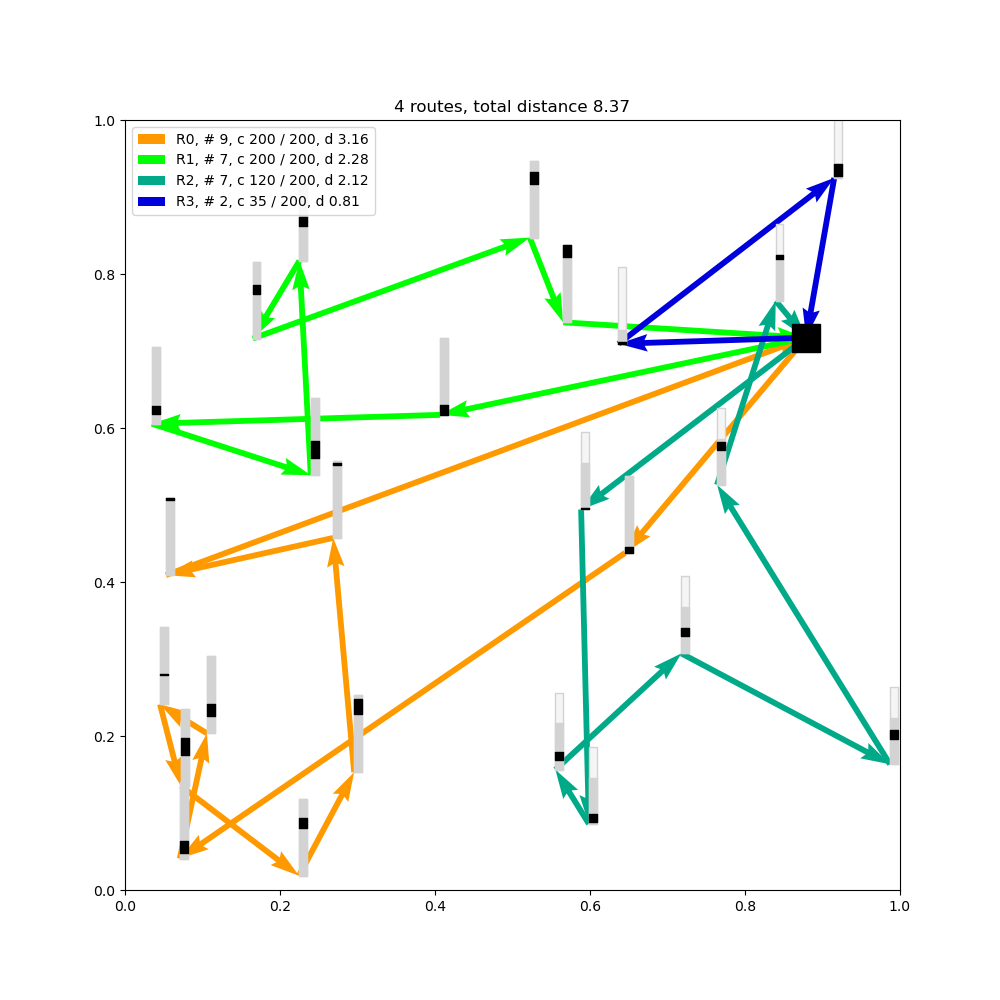 4 routes, total distance 8.37
R0, # 9, c 200 / 200, d 3.16
R1, # 7, c 200 / 200, d 2.28
R2, # 7, c 120 / 200, d 2.12
R3, # 2, c 35 / 200, d 0.81
1.0
0.8
0.6
0.4
0.2
0.0
0.0 0.2 0.4 0.6 0.8 1.0